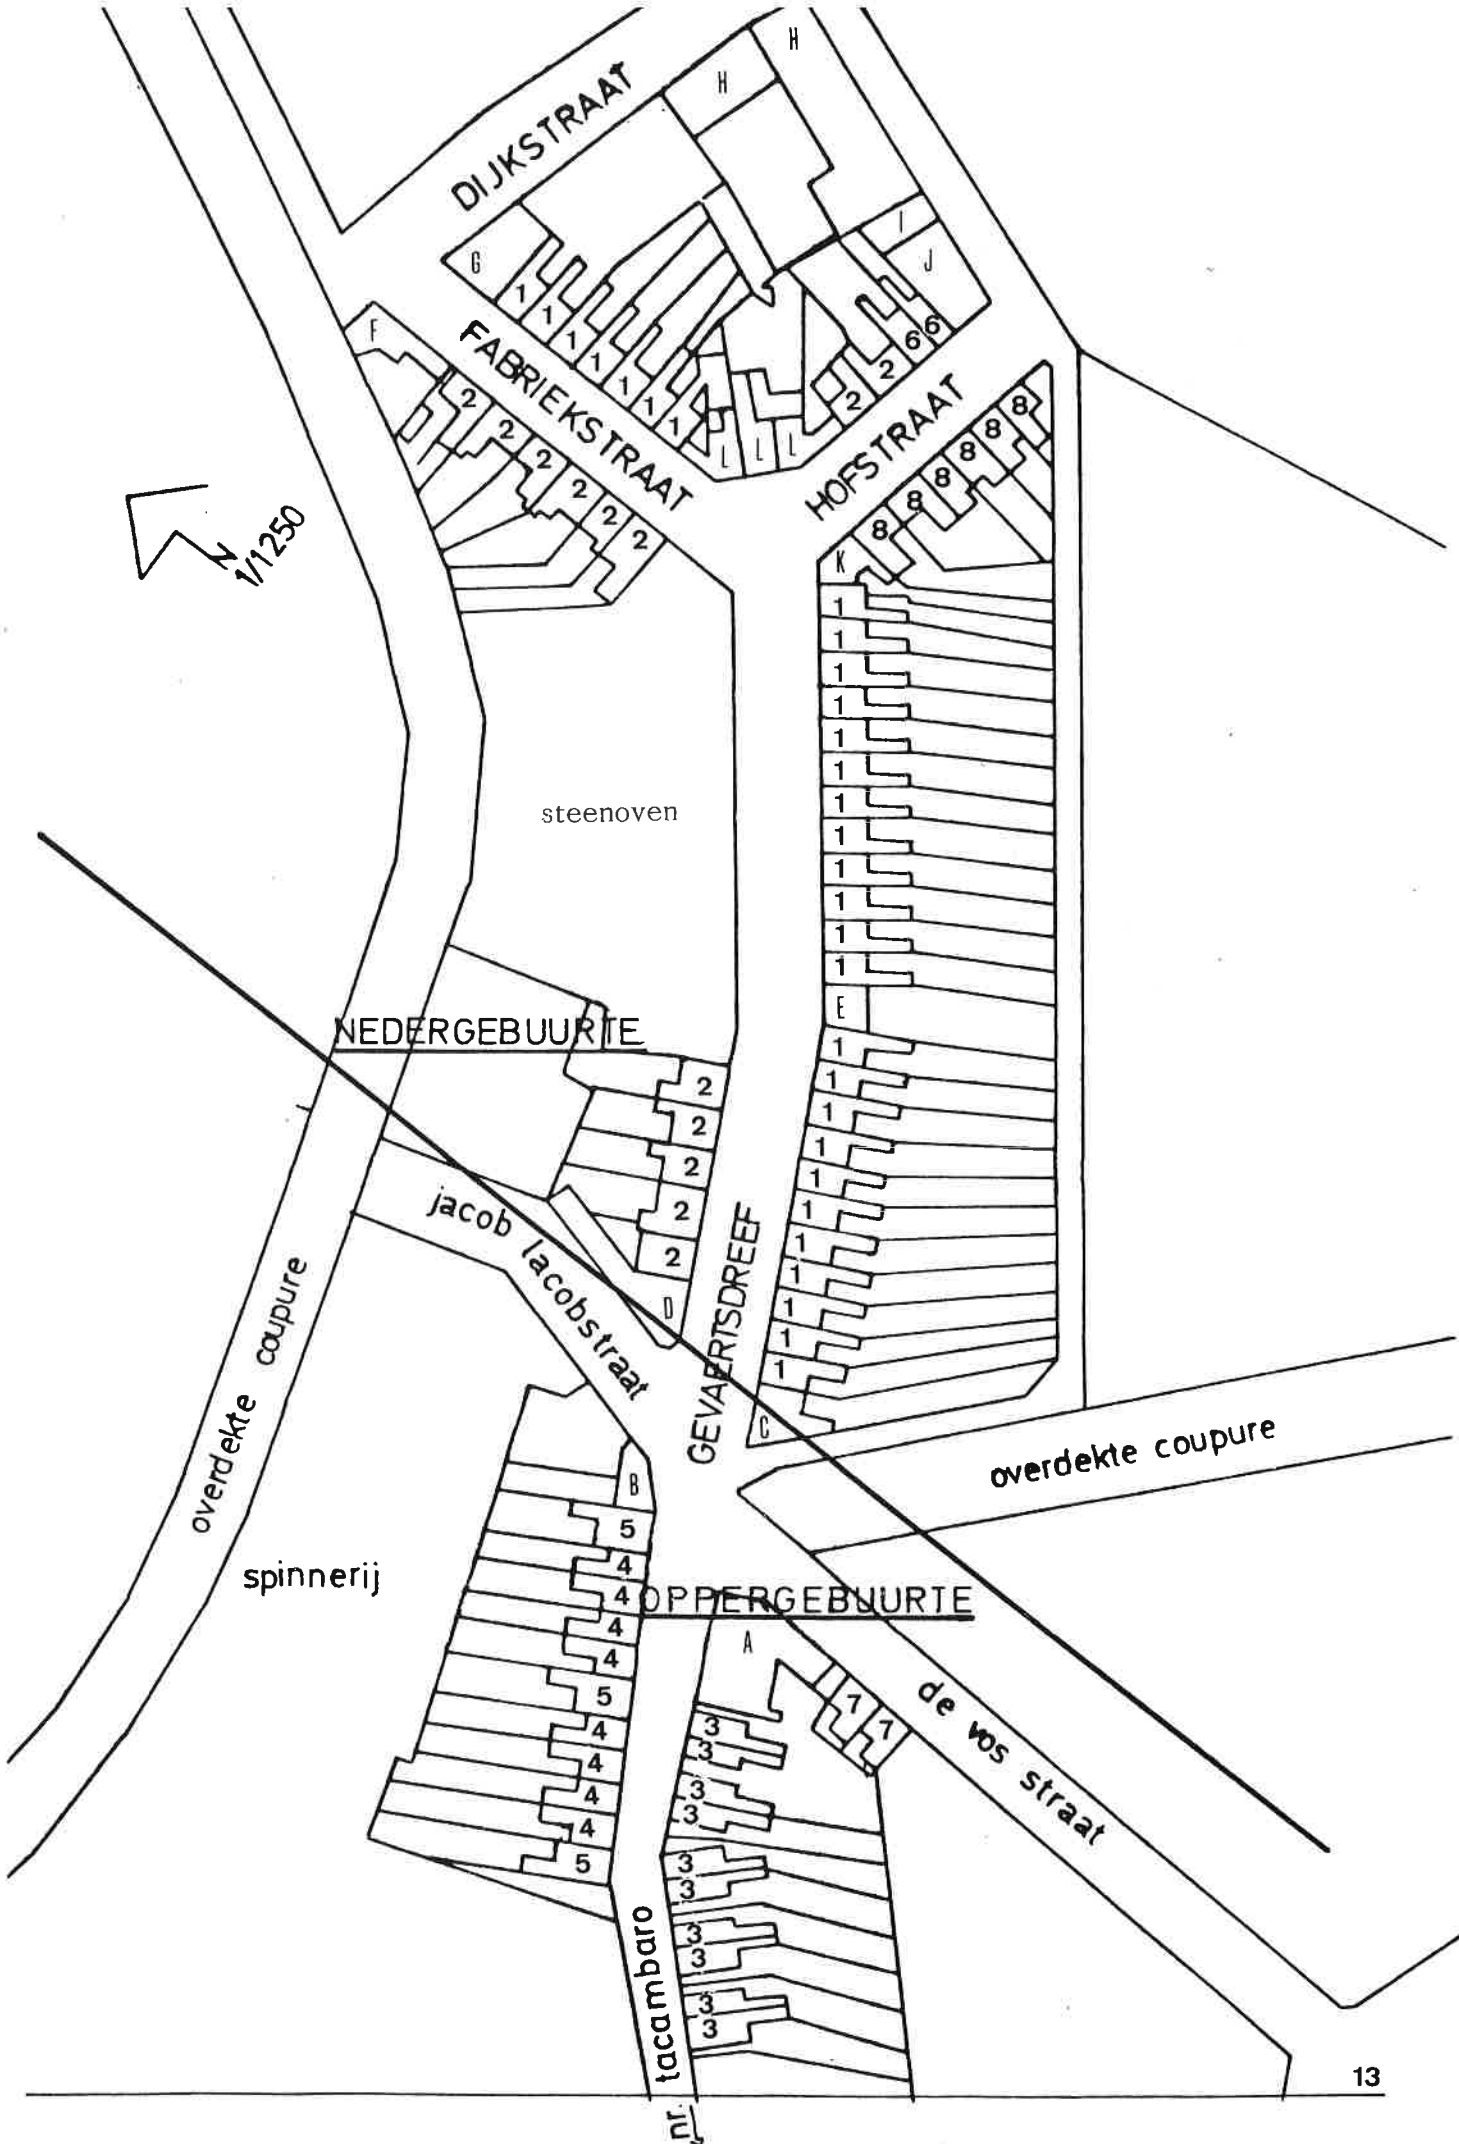 H
H
DIJKSTRAAT
I
J
G
1
1
1
1
1
1
1
6
6
2
2
F
FABRIEKSTRAAT
2
2
2
2
2
2
L
L
L
HOFSTRAAT
8
8
8
8
8
8
N
1/1250
K
1
1
1
1
1
1
1
1
1
1
1
1
steenoven
E
NEDERGEBUURTE
1
1
1
1
1
1
1
1
1
1
1
2
2
2
2
2
D
jacob lacobstraat
GEVAERTSDREEF
C
overdekte coupure
overdekte coupure
B
spinnerij
5
4
4
4
4
5
4
4
4
4
5
OPPERGEBUURTE
A
7
7
de vos straat
3
3
3
3
3
3
3
3
3
3
nr. tacambaro
13